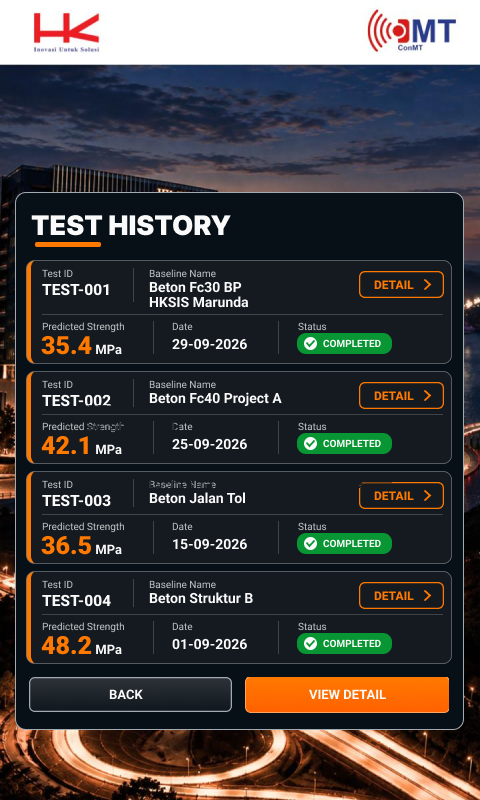 HK
Inovasi Untuk Solusi
MT
ConMT
TEST HISTORY
Test ID
TEST-001
Baseline Name
Beton Fc30 BP
HKSIS Marunda
DETAIL
Predicted Strength
35.4 MPa
Date
29-09-2026
Status
COMPLETED
Test ID
TEST-002
Baseline Name
Beton Fc40 Project A
DETAIL
Predicted Strength
42.1 MPa
Date
25-09-2026
Status
COMPLETED
Test ID
TEST-003
Baseline Name
Beton Jalan Tol
DETAIL
Predicted Strength
36.5 MPa
Date
15-09-2026
Status
COMPLETED
Test ID
TEST-004
Baseline Name
Beton Struktur B
DETAIL
Predicted Strength
48.2 MPa
Date
01-09-2026
Status
COMPLETED
BACK
VIEW DETAIL